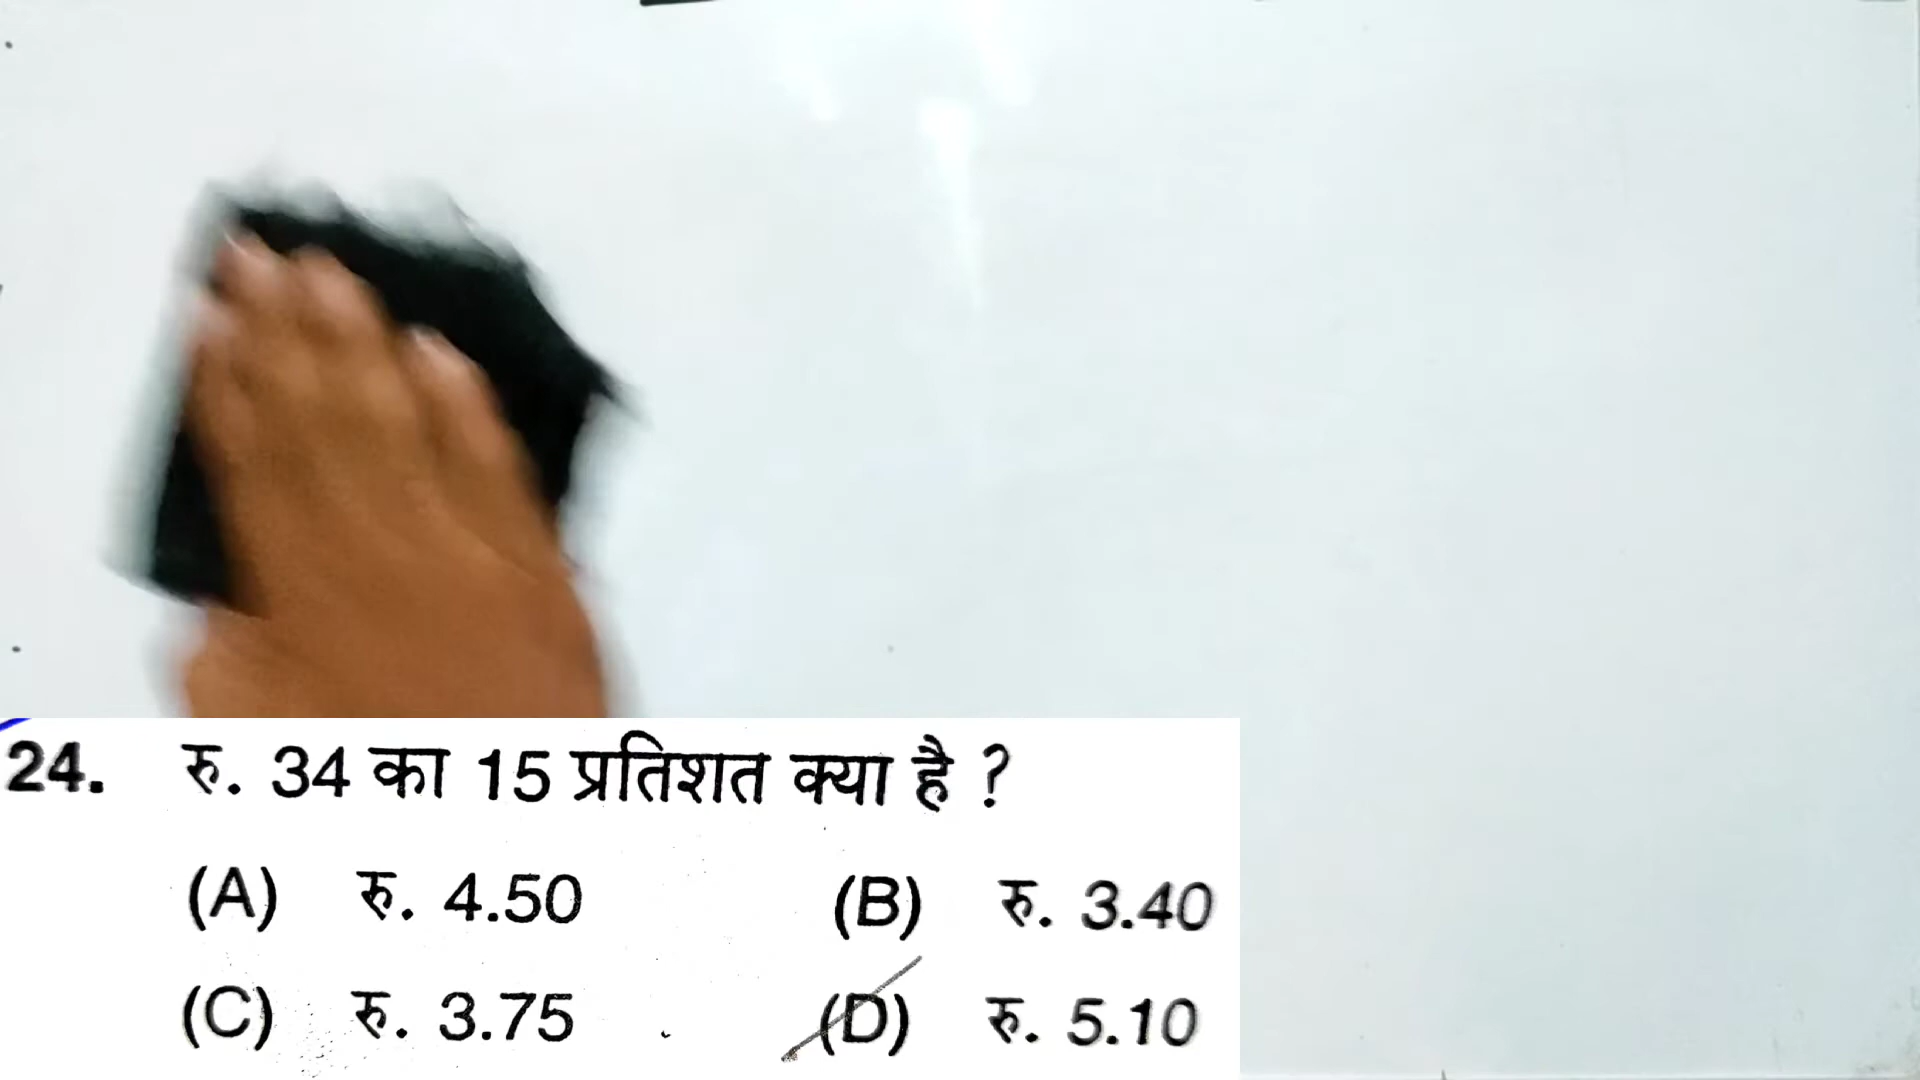 24. रु. 34 का 15 प्रतिशत क्या है ?
(A) रु. 4.50 (B) रु. 3.40
(C) रु. 3.75 (D) रु. 5.10